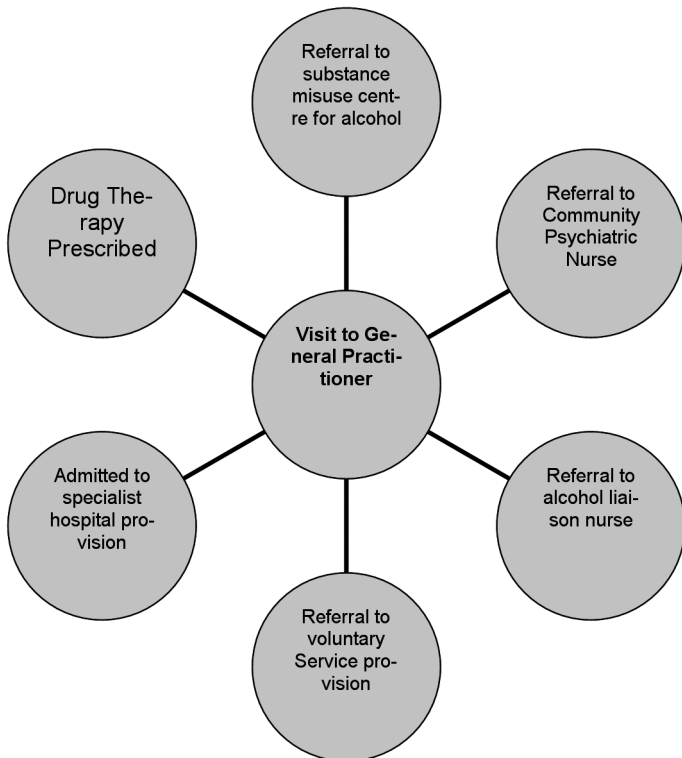 Referral to
substance
misuse cent-
re for alcohol
Drug The-
rapy
Prescribed
Referral to
Community
Psychiatric
Nurse
Visit to Ge-
neral Practi-
tioner
Admitted to
specialist
hospital pro-
vision
Referral to
alcohol liai-
son nurse
Referral to
voluntary
Service pro-
vision